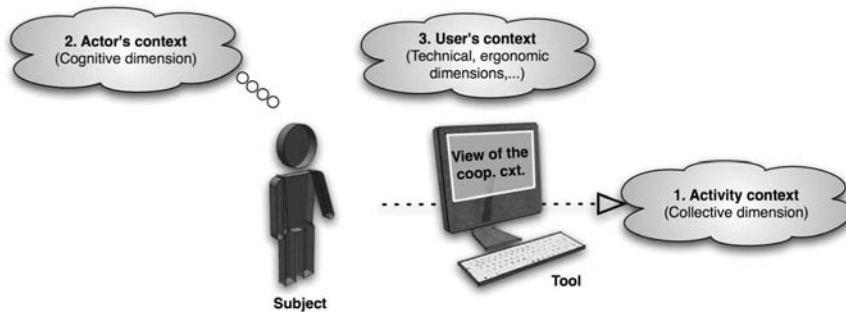 2. Actor's context
(Cognitive dimension)
3. User's context
(Technical, ergonomic
dimensions,...)
View of the
coop. cxt.
1. Activity context
(Collective dimension)
Tool
Subject